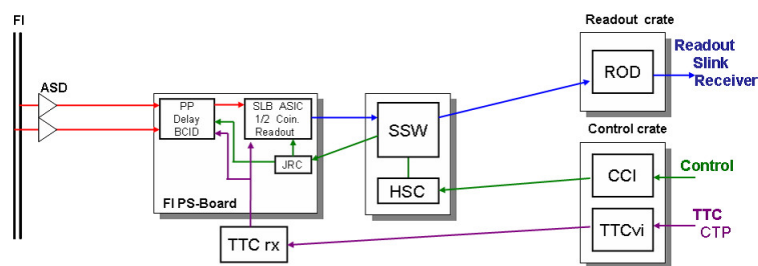 FI
ASD
PP
Delay
BCID
SLB ASIC
1/2 Coin.
Readout
JRC
FI PS-Board
TTC rx
SSW
HSC
Readout crate
ROD
Readout
Slink
Receiver
Control crate
CCI
Control
TTCvi
TTC
CTP